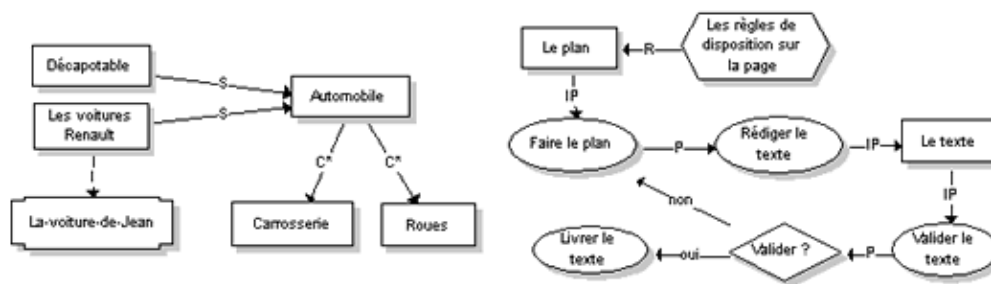 Décapotable
S
Les voitures
Renault
S
Automobile
I
C*
C*
La-voiture-de-Jean
Carrosserie
Roues
Le plan
R
Les règles de
disposition sur
la page
IP
Faire le plan
P
Rédiger le
texte
IP
Le texte
IP
non
Livrer le
texte
oui
Valider ?
P
Valider le
texte